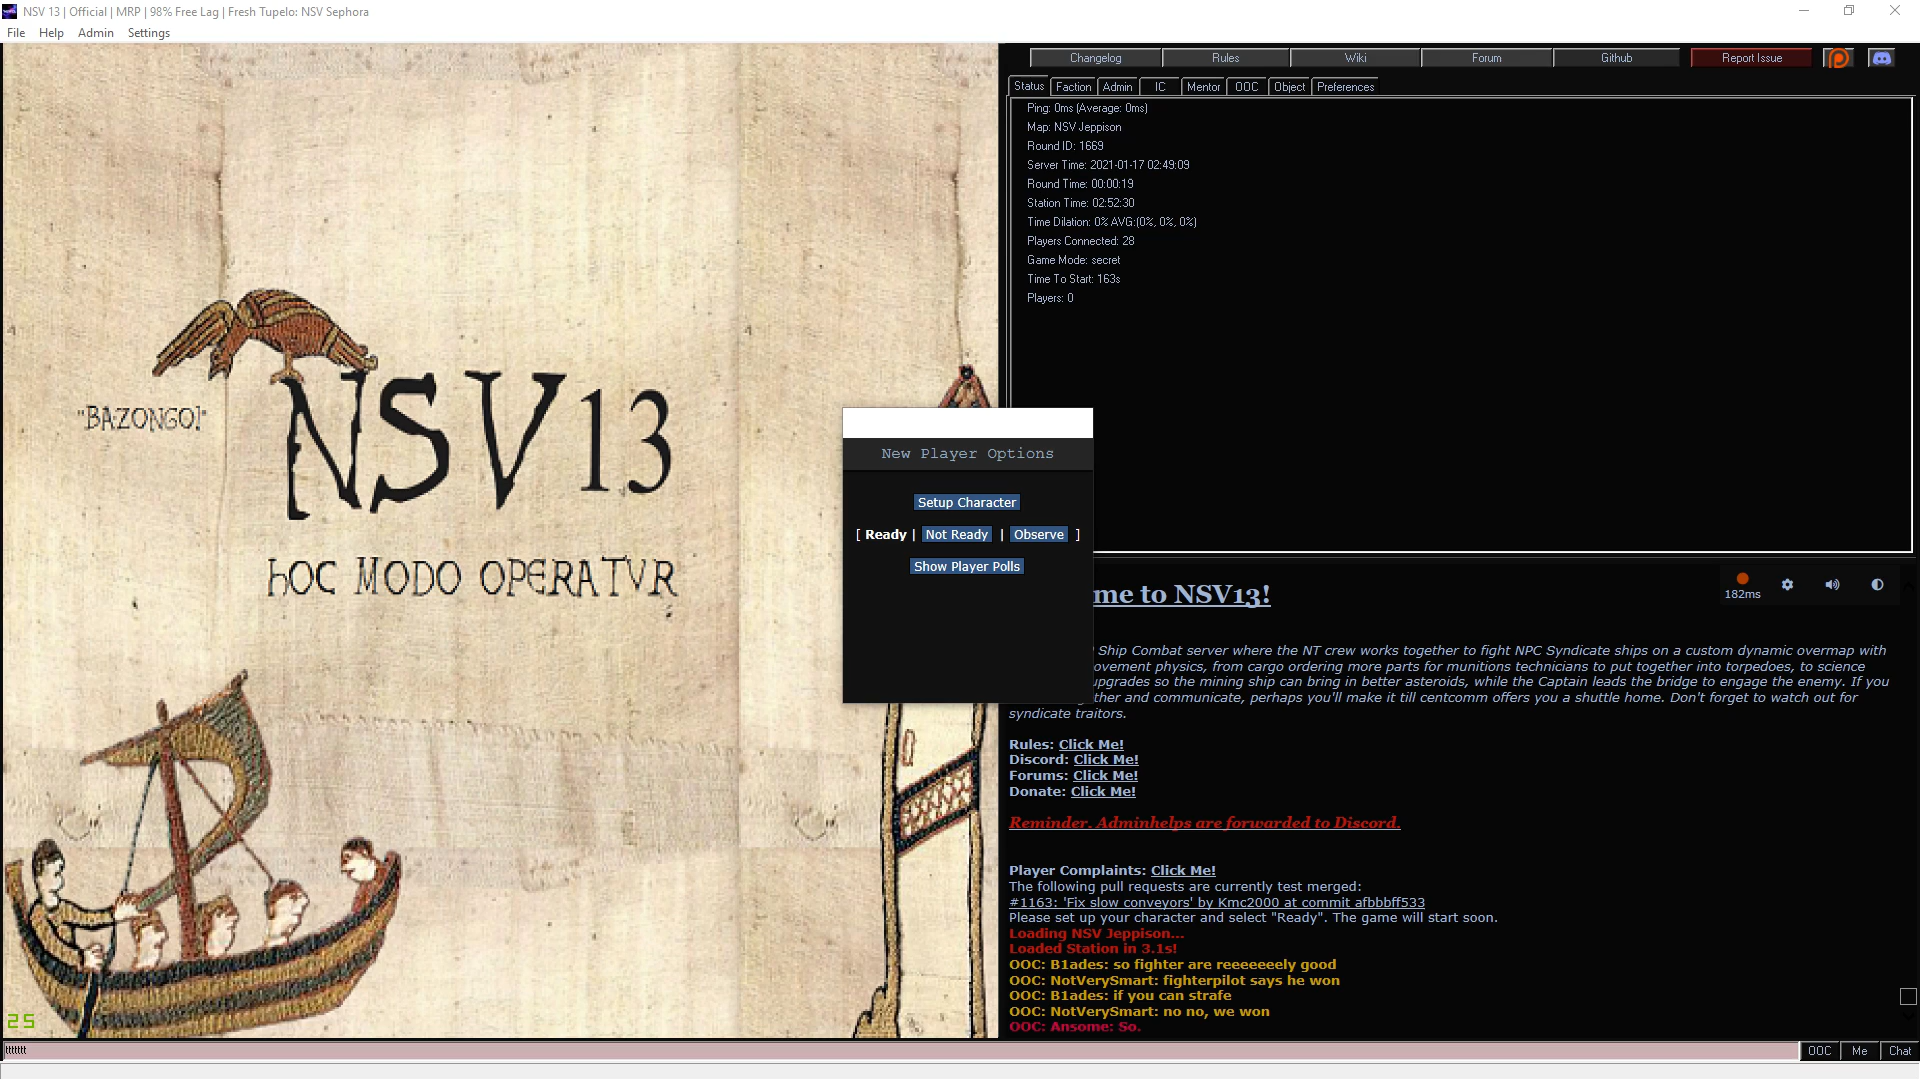 NSV 13 | Official | MRP | 98% Free Lag | Fresh Tupelo: NSV Sephora
File Help Admin Settings
Changelog Rules Wiki Forum Github Report Issue
Status Faction Admin IC Mentor OOC Object Preferences
Ping: 0ms (Average: 0ms)
Map: NSV Jeppison
Round ID: 1669
Server Time: 2021-01-17 02:49:09
Round Time: 00:00:19
Station Time: 02:52:30
Time Dilation: 0% AVG:(0%, 0%, 0%)
Players Connected: 28
Game Mode: secret
Time To Start: 163s
Players: 0
"BAZONGO!"
NSV13
hOC MODO OPERATVR
New Player Options
Setup Character
[ Ready | Not Ready | Observe ]
Show Player Polls
me to NSV13!
182ms
Ship Combat server where the NT crew works together to fight NPC Syndicate ships on a custom dynamic overmap with
ovement physics, from cargo ordering more parts for munitions technicians to put together into torpedoes, to science
upgrades so the mining ship can bring in better asteroids, while the Captain leads the bridge to engage the enemy. If you
ther and communicate, perhaps you'll make it till centcomm offers you a shuttle home. Don't forget to watch out for
syndicate traitors.
Rules: Click Me!
Discord: Click Me!
Forums: Click Me!
Donate: Click Me!
Reminder. Adminhelps are forwarded to Discord.
Player Complaints: Click Me!
The following pull requests are currently test merged:
#1163: 'Fix slow conveyors' by Kmc2000 at commit afbbbff533
Please set up your character and select "Ready". The game will start soon.
Loading NSV Jeppison...
Loaded Station in 3.1s!
OOC: B1ades: so fighter are reeeeeeely good
OOC: NotVerySmart: fighterpilot says he won
OOC: B1ades: if you can strafe
OOC: NotVerySmart: no no, we won
OOC: Ansome: So.
25
ttttttt
OOC Me Chat